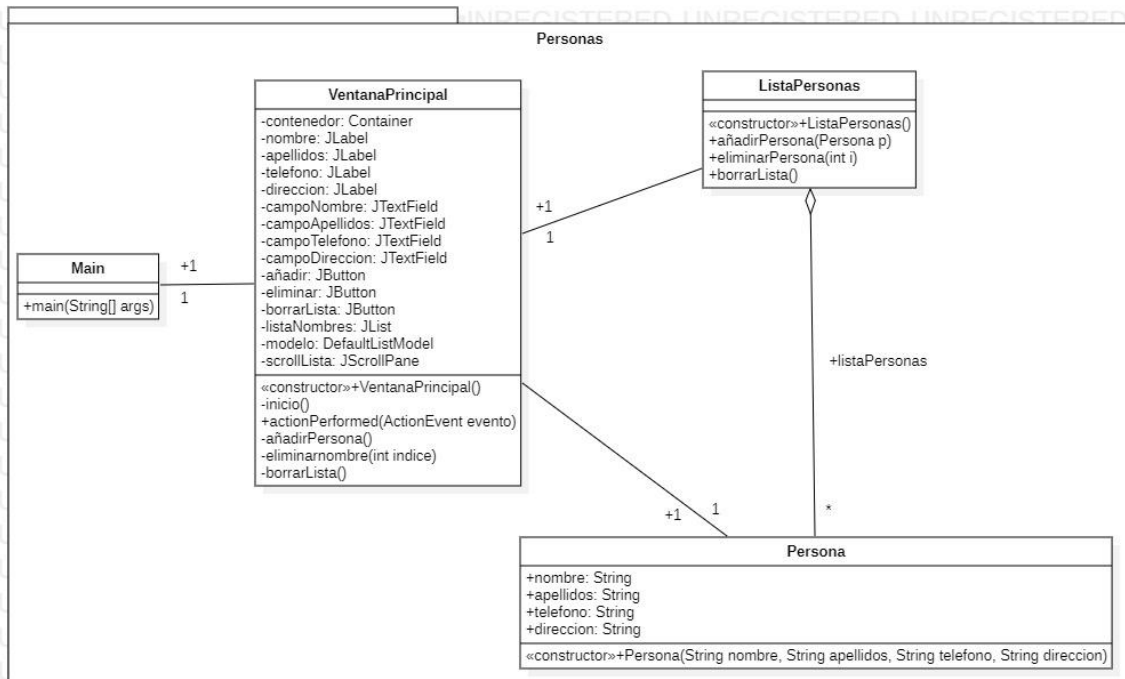 UNREGISTERED UNREGISTERED UNREGISTERED
Personas
VentanaPrincipal
-contenedor: Container
-nombre: JLabel
-apellidos: JLabel
-telefono: JLabel
-direccion: JLabel
-campoNombre: JTextField
-campoApellidos: JTextField
-campoTelefono: JTextField
-campoDireccion: JTextField
-añadir: JButton
-eliminar: JButton
-borrarLista: JButton
-listaNombres: JList
-modelo: DefaultListModel
-scrollLista: JScrollPane
«constructor»+VentanaPrincipal()
-inicio()
+actionPerformed(ActionEvent evento)
-añadirPersona()
-eliminarnombre(int indice)
-borrarLista()
ListaPersonas
«constructor»+ListaPersonas()
+añadirPersona(Persona p)
+eliminarPersona(int i)
+borrarLista()
+1
1
Main
+main(String[] args)
+1
1
+listaPersonas
*
+1
1
Persona
+nombre: String
+apellidos: String
+telefono: String
+direccion: String
«constructor»+Persona(String nombre, String apellidos, String telefono, String direccion)